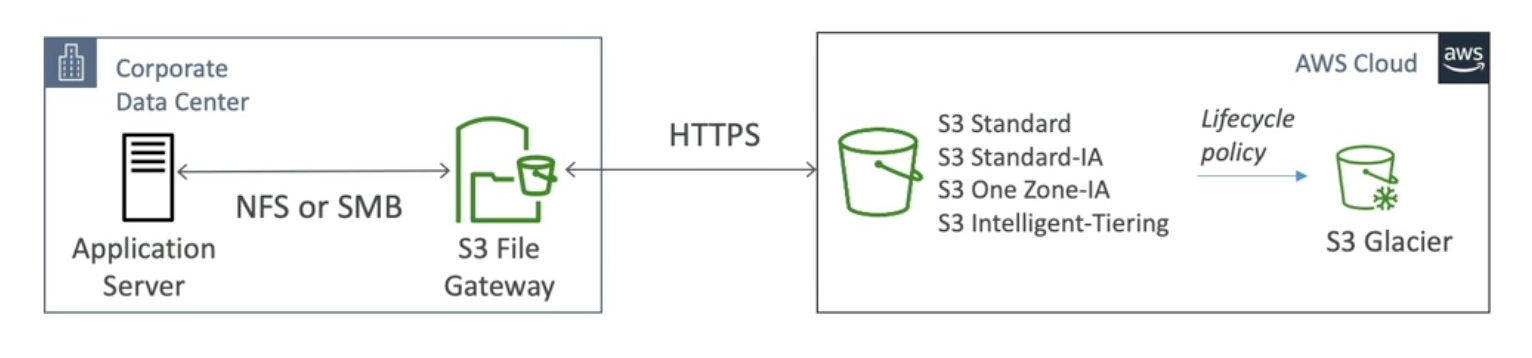 Corporate
Data Center
Application
Server
NFS or SMB
S3 File
Gateway
HTTPS
AWS Cloud
aws
S3 Standard
S3 Standard-IA
S3 One Zone-IA
S3 Intelligent-Tiering
Lifecycle
policy
S3 Glacier